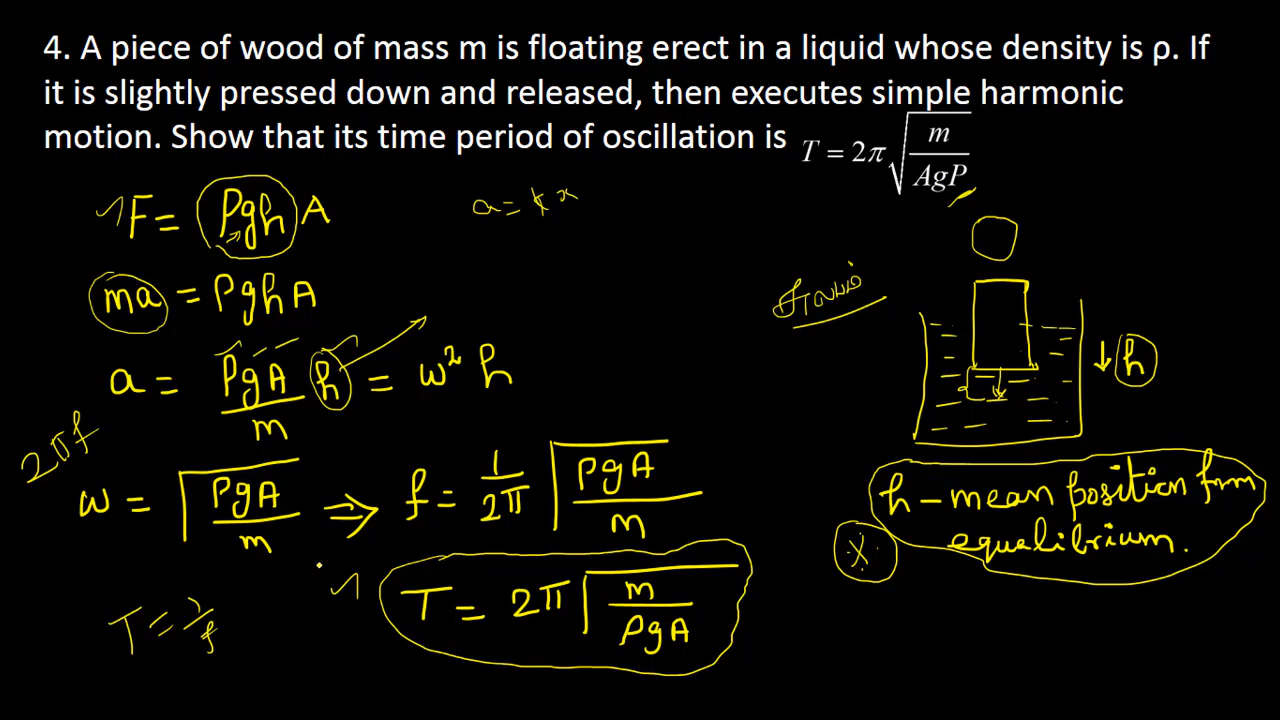 4. A piece of wood of mass m is floating erect in a liquid whose density is ρ. If
it is slightly pressed down and released, then executes simple harmonic
motion. Show that its time period of oscillation is T = 2π√(m/AgP)
F = ρgh A
a = k x
ma = ρghA
a = ρgA/m h = ω² h
h
2πf
ω = √(ρgA/m) ⇒ f = 1/2π √(ρgA/m)
h – mean position from
equalibrium.
x
T = 1/f
T = 2π√(m/ρgA)